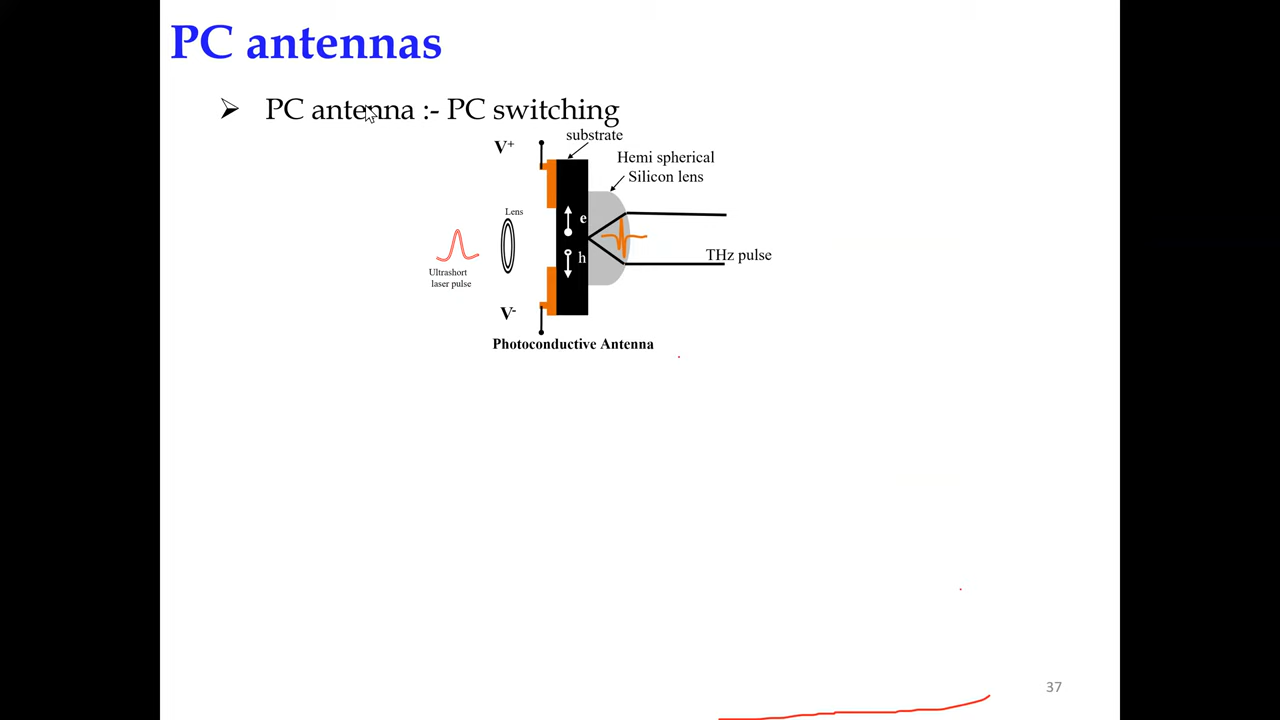 PC antennas
➢ PC antenna :- PC switching
substrate
V+
Hemi spherical
Silicon lens
Lens
e
h
THz pulse
Ultrashort
laser pulse
V-
Photoconductive Antenna
37